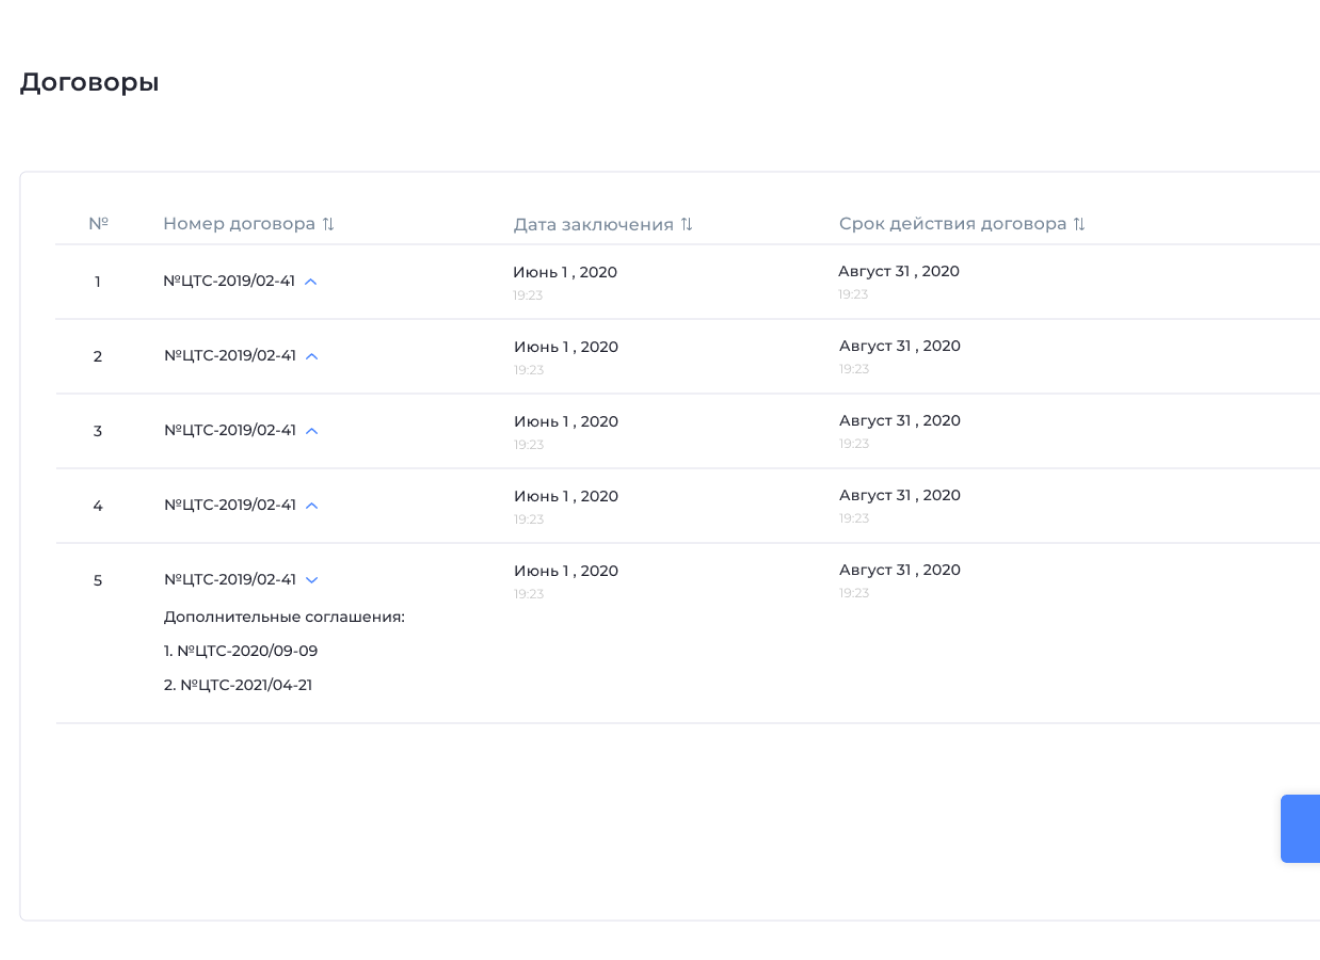 Договоры
№ Номер договора Дата заключения Срок действия договора
1 №ЦТС-2019/02-41 Июнь 1 , 2020 Август 31 , 2020
19:23 19:23
2 №ЦТС-2019/02-41 Июнь 1 , 2020 Август 31 , 2020
19:23 19:23
3 №ЦТС-2019/02-41 Июнь 1 , 2020 Август 31 , 2020
19:23 19:23
4 №ЦТС-2019/02-41 Июнь 1 , 2020 Август 31 , 2020
19:23 19:23
5 №ЦТС-2019/02-41 Июнь 1 , 2020 Август 31 , 2020
19:23 19:23
Дополнительные соглашения:
1. №ЦТС-2020/09-09
2. №ЦТС-2021/04-21